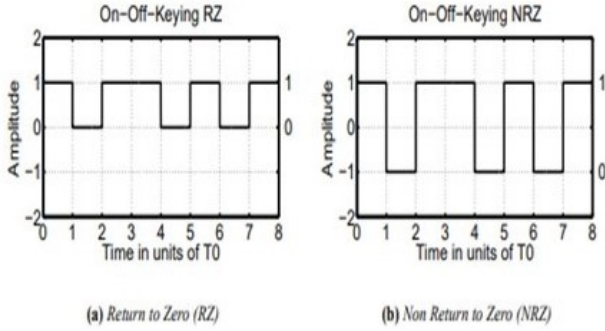 On-Off-Keying RZ
2
1
0
-1
-2
1
0
Amplitude
0 1 2 3 4 5 6 7 8
Time in units of T0
(a) Return to Zero (RZ)
On-Off-Keying NRZ
2
1
0
-1
-2
1
0
Amplitude
0 1 2 3 4 5 6 7 8
Time in units of T0
(b) Non Return to Zero (NRZ)